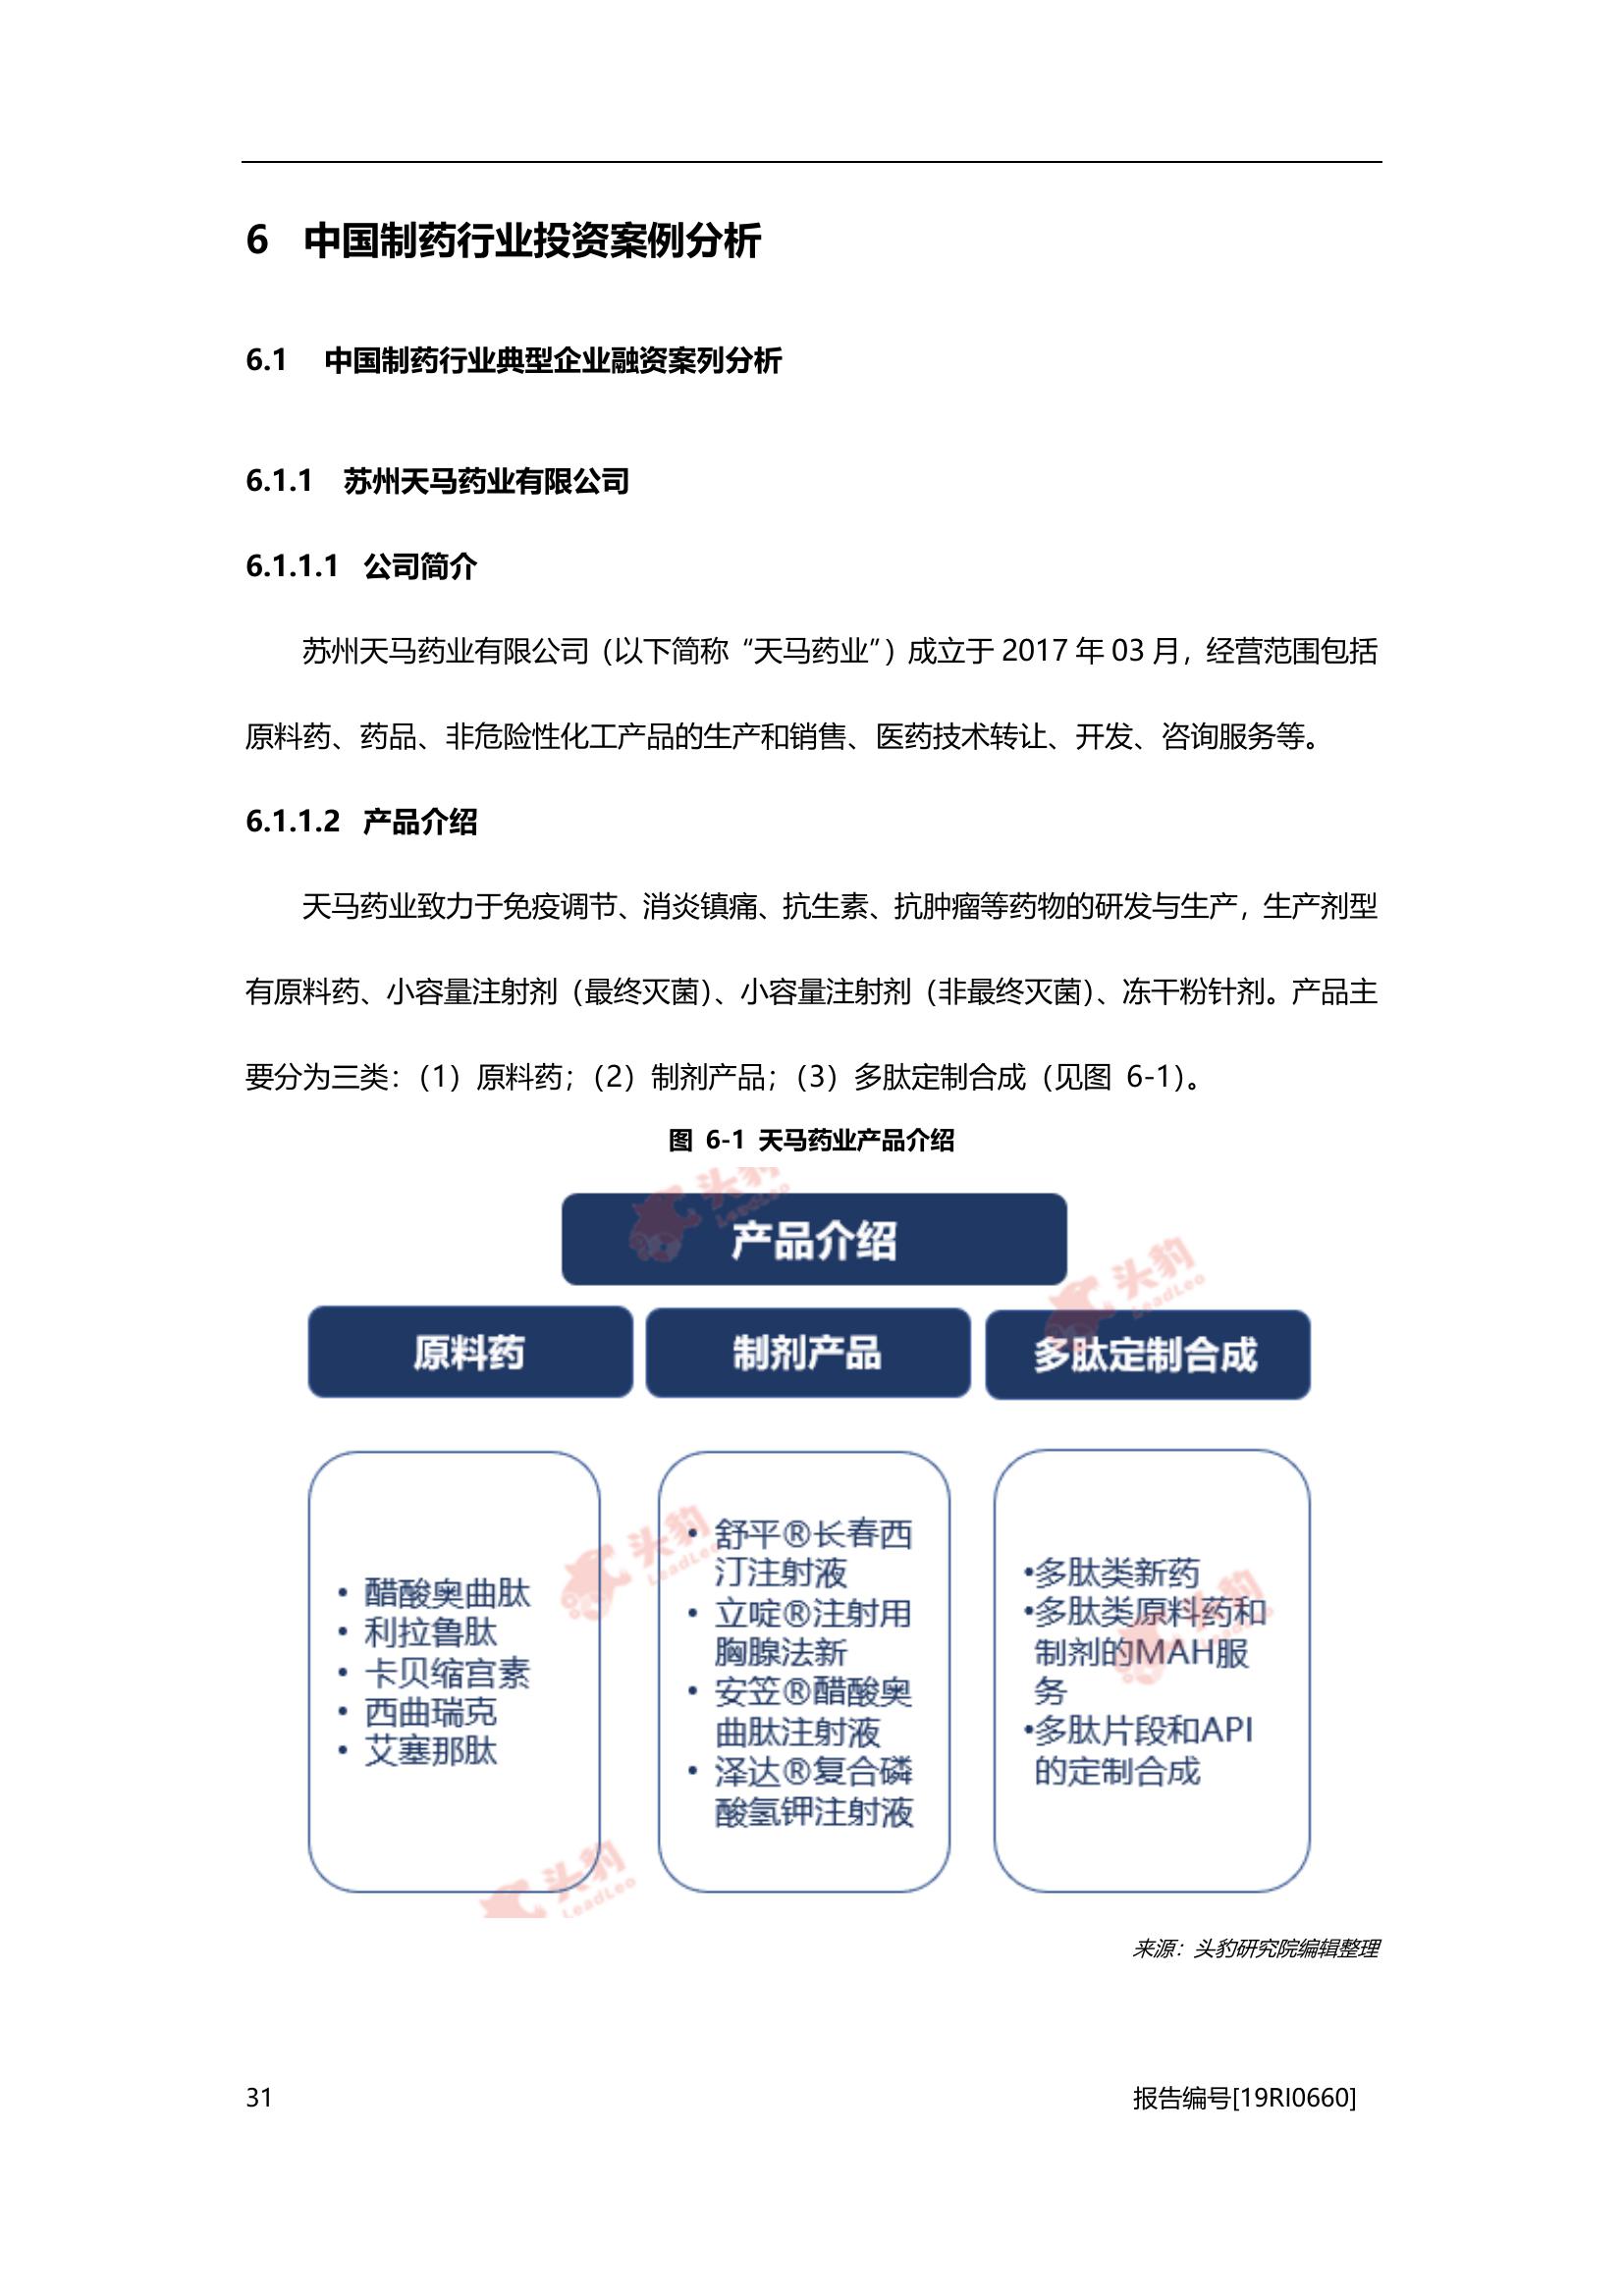 6 中国制药行业投资案例分析
6.1 中国制药行业典型企业融资案列分析
6.1.1 苏州天马药业有限公司
6.1.1.1 公司简介
苏州天马药业有限公司（以下简称“天马药业”）成立于 2017 年 03 月，经营范围包括
原料药、药品、非危险性化工产品的生产和销售、医药技术转让、开发、咨询服务等。
6.1.1.2 产品介绍
天马药业致力于免疫调节、消炎镇痛、抗生素、抗肿瘤等药物的研发与生产，生产剂型
有原料药、小容量注射剂（最终灭菌）、小容量注射剂（非最终灭菌）、冻干粉针剂。产品主
要分为三类：（1）原料药；（2）制剂产品；（3）多肽定制合成（见图 6-1）。
图 6-1 天马药业产品介绍
头豹
LeadLeo
产品介绍
头豹
LeadLeo
原料药
制剂产品
多肽定制合成
• 醋酸奥曲肽
• 利拉鲁肽
• 卡贝缩宫素
• 西曲瑞克
• 艾塞那肽
头豹
LeadLeo
• 舒平®长春西
汀注射液
• 立啶®注射用
胸腺法新
• 安笠®醋酸奥
曲肽注射液
• 泽达®复合磷
酸氢钾注射液
•多肽类新药
•多肽类原料药和
制剂的MAH服
务
•多肽片段和API
的定制合成
头豹
LeadLeo
头豹
LeadLeo
来源：头豹研究院编辑整理
31
报告编号[19RI0660]